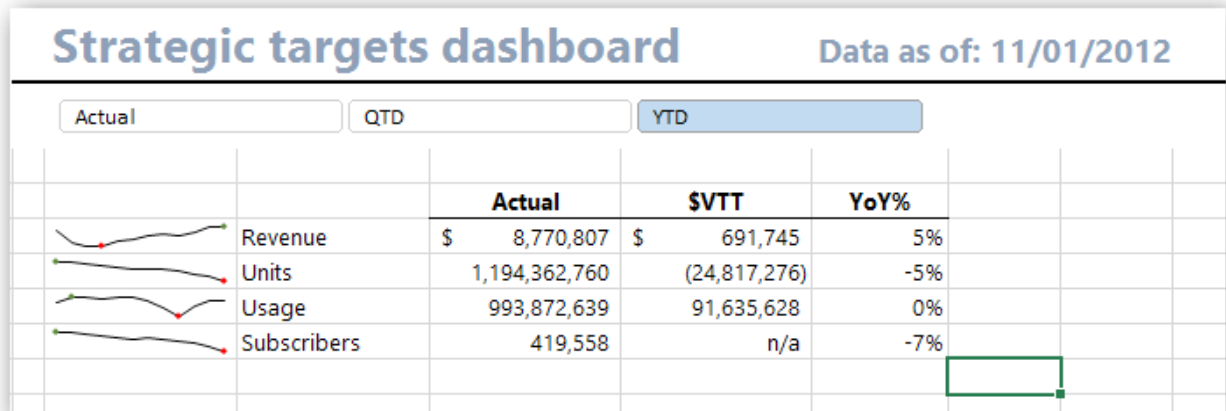 Strategic targets dashboard Data as of: 11/01/2012
Actual QTD YTD
Actual $VTT YoY%
Revenue $ 8,770,807 $ 691,745 5%
Units 1,194,362,760 (24,817,276) -5%
Usage 993,872,639 91,635,628 0%
Subscribers 419,558 n/a -7%